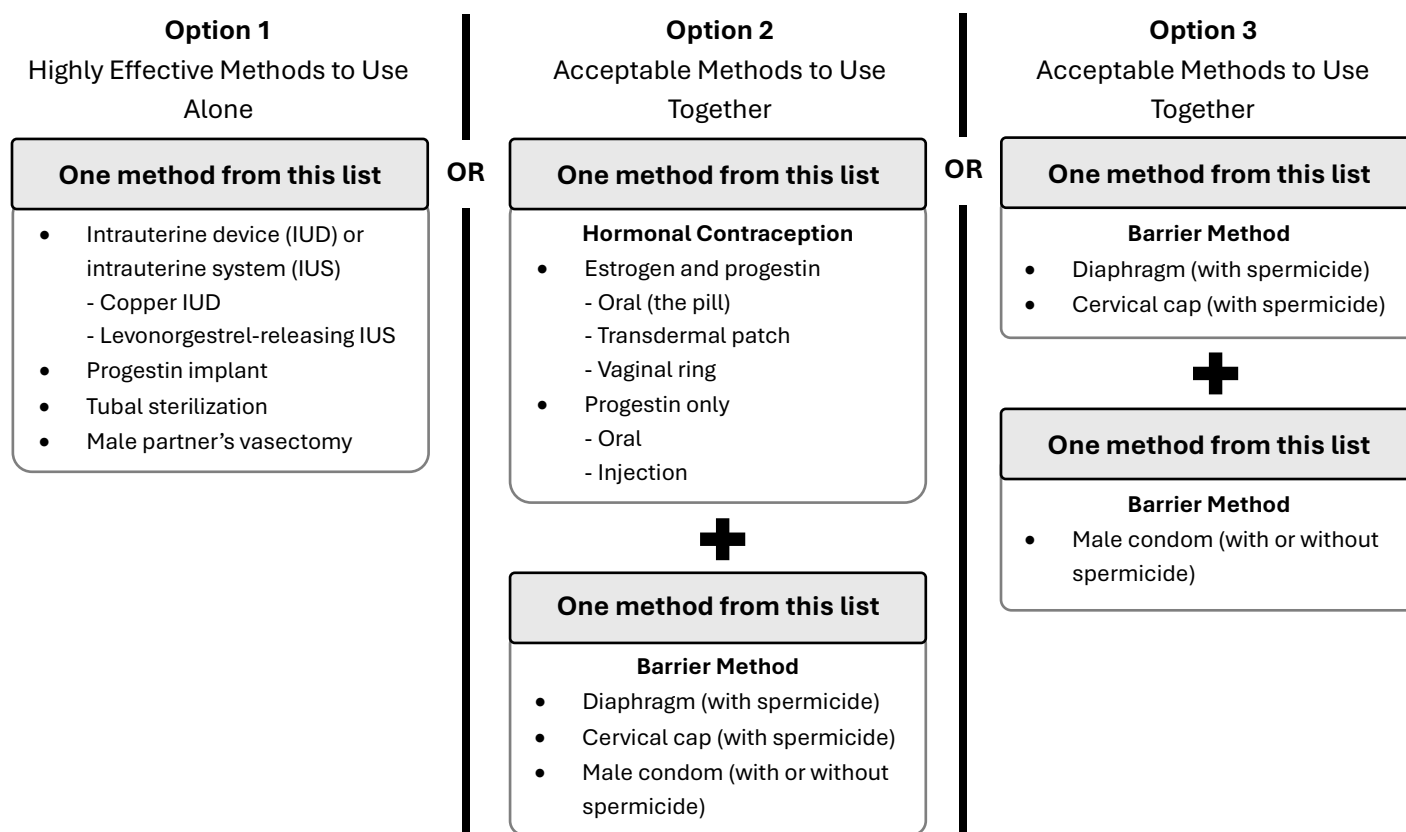 Option 1
Highly Effective Methods to Use
Alone
One method from this list
• Intrauterine device (IUD) or
intrauterine system (IUS)
- Copper IUD
- Levonorgestrel-releasing IUS
• Progestin implant
• Tubal sterilization
• Male partner’s vasectomy
OR
Option 2
Acceptable Methods to Use
Together
One method from this list
Hormonal Contraception
• Estrogen and progestin
- Oral (the pill)
- Transdermal patch
- Vaginal ring
• Progestin only
- Oral
- Injection
+
One method from this list
Barrier Method
• Diaphragm (with spermicide)
• Cervical cap (with spermicide)
• Male condom (with or without
spermicide)
OR
Option 3
Acceptable Methods to Use
Together
One method from this list
Barrier Method
• Diaphragm (with spermicide)
• Cervical cap (with spermicide)
+
One method from this list
Barrier Method
• Male condom (with or without
spermicide)